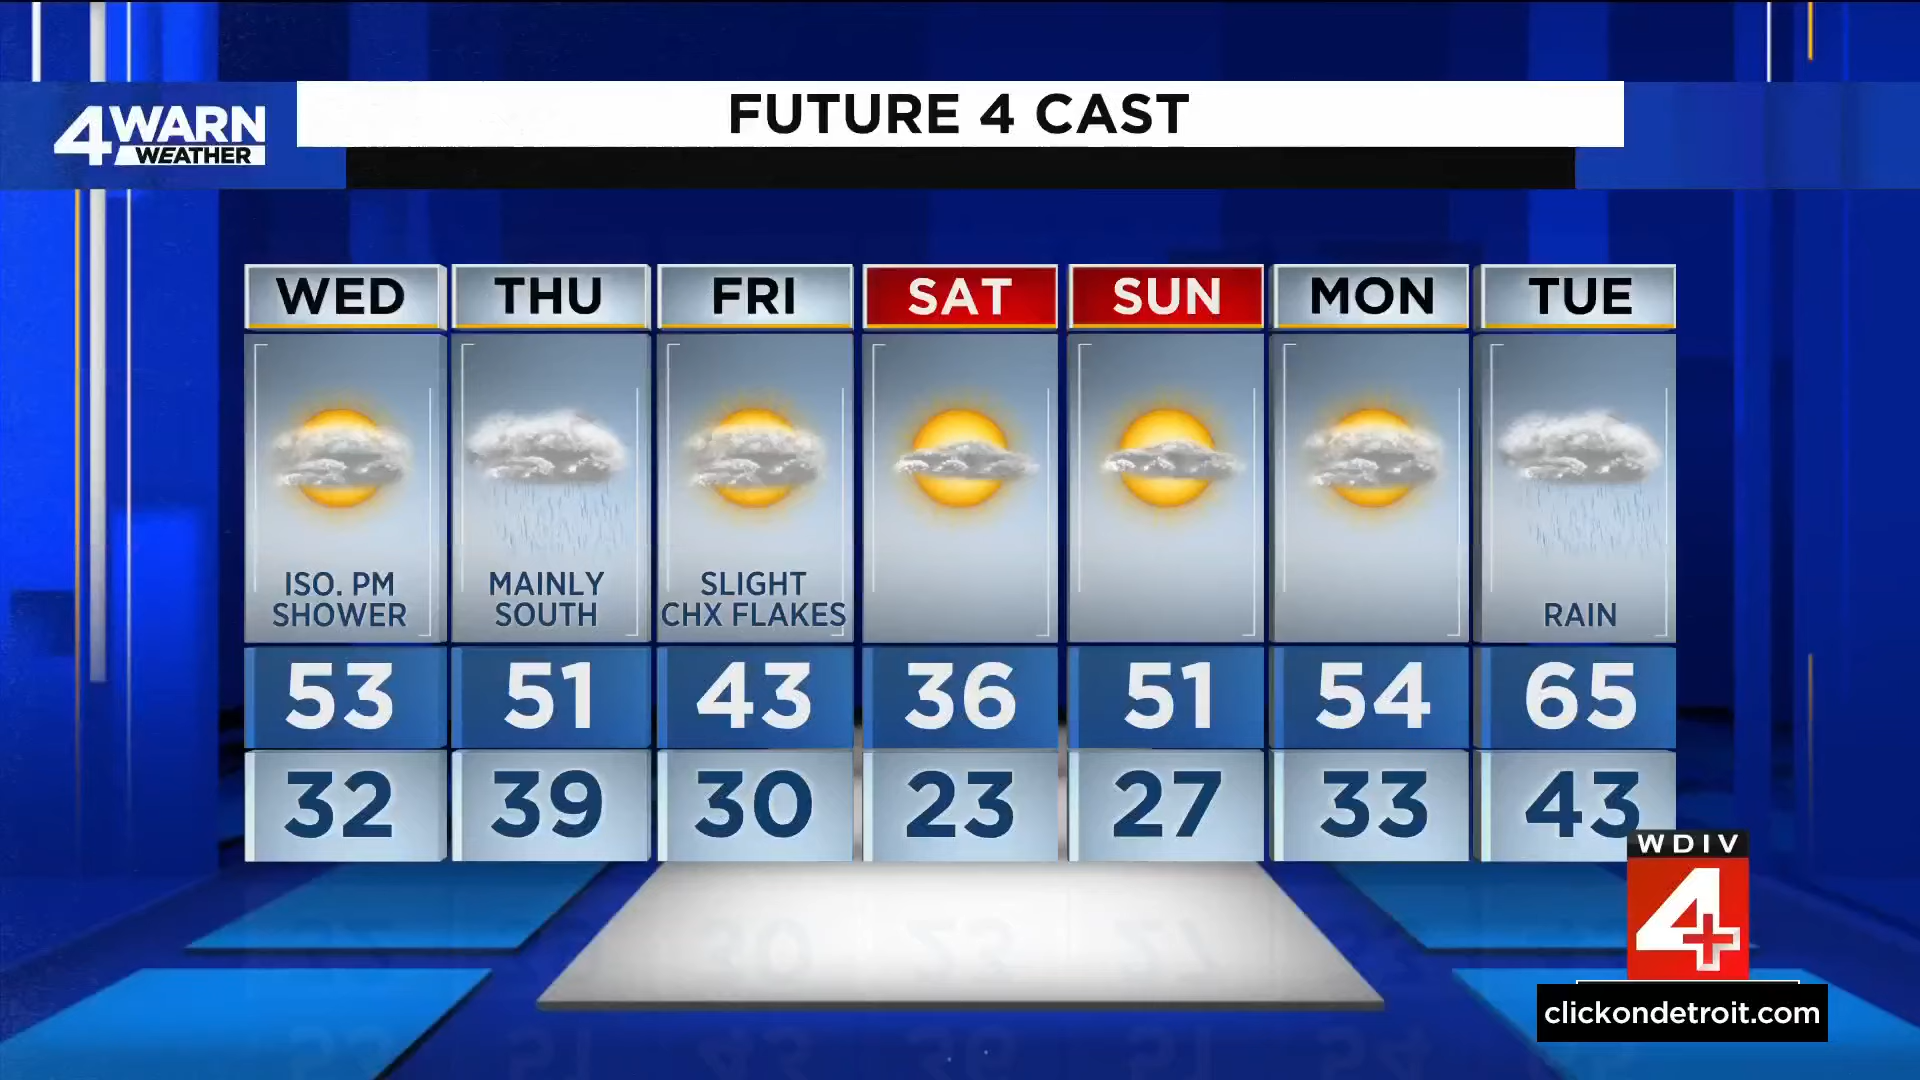 4WARN
WEATHER
FUTURE 4 CAST
WED THU FRI SAT SUN MON TUE
ISO. PM
SHOWER
MAINLY
SOUTH
SLIGHT
CHX FLAKES
RAIN
53 51 43 36 51 54 65
32 39 30 23 27 33 43
WDIV
4+
clickondetroit.com